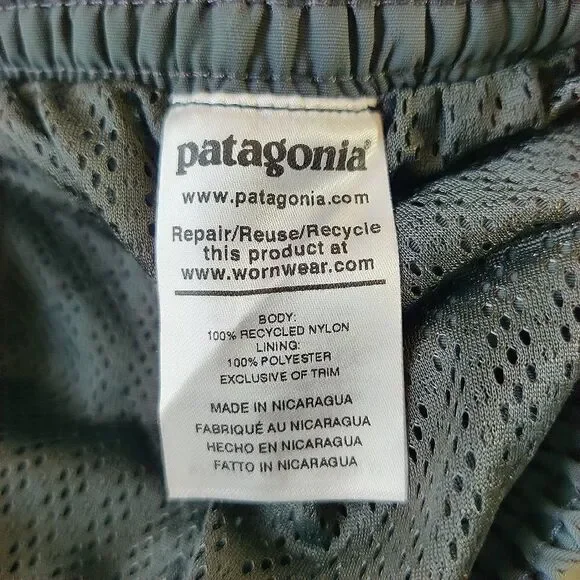 patagonia®
www.patagonia.com
Repair/Reuse/Recycle
this product at
www.wornwear.com
BODY:
100% RECYCLED NYLON
LINING:
100% POLYESTER
EXCLUSIVE OF TRIM
MADE IN NICARAGUA
FABRIQUÉ AU NICARAGUA
HECHO EN NICARAGUA
FATTO IN NICARAGUA